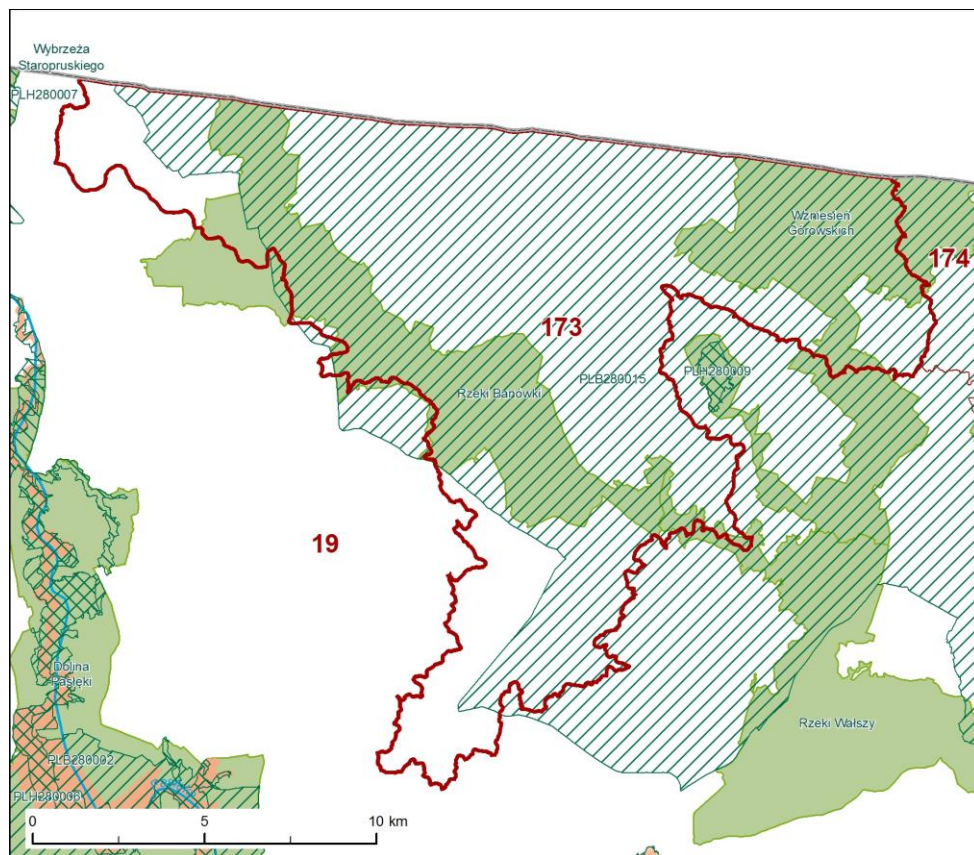 Wybrzeża
Staropruskiego
PLH280007
Wzniesień
Górowskich
174
173
Rzeki Banówki
PLB280015
PLH280009
19
Dolina
Pasłęki
Rzeki Wałszy
PLB280002
PLH280006
0
5
10 km